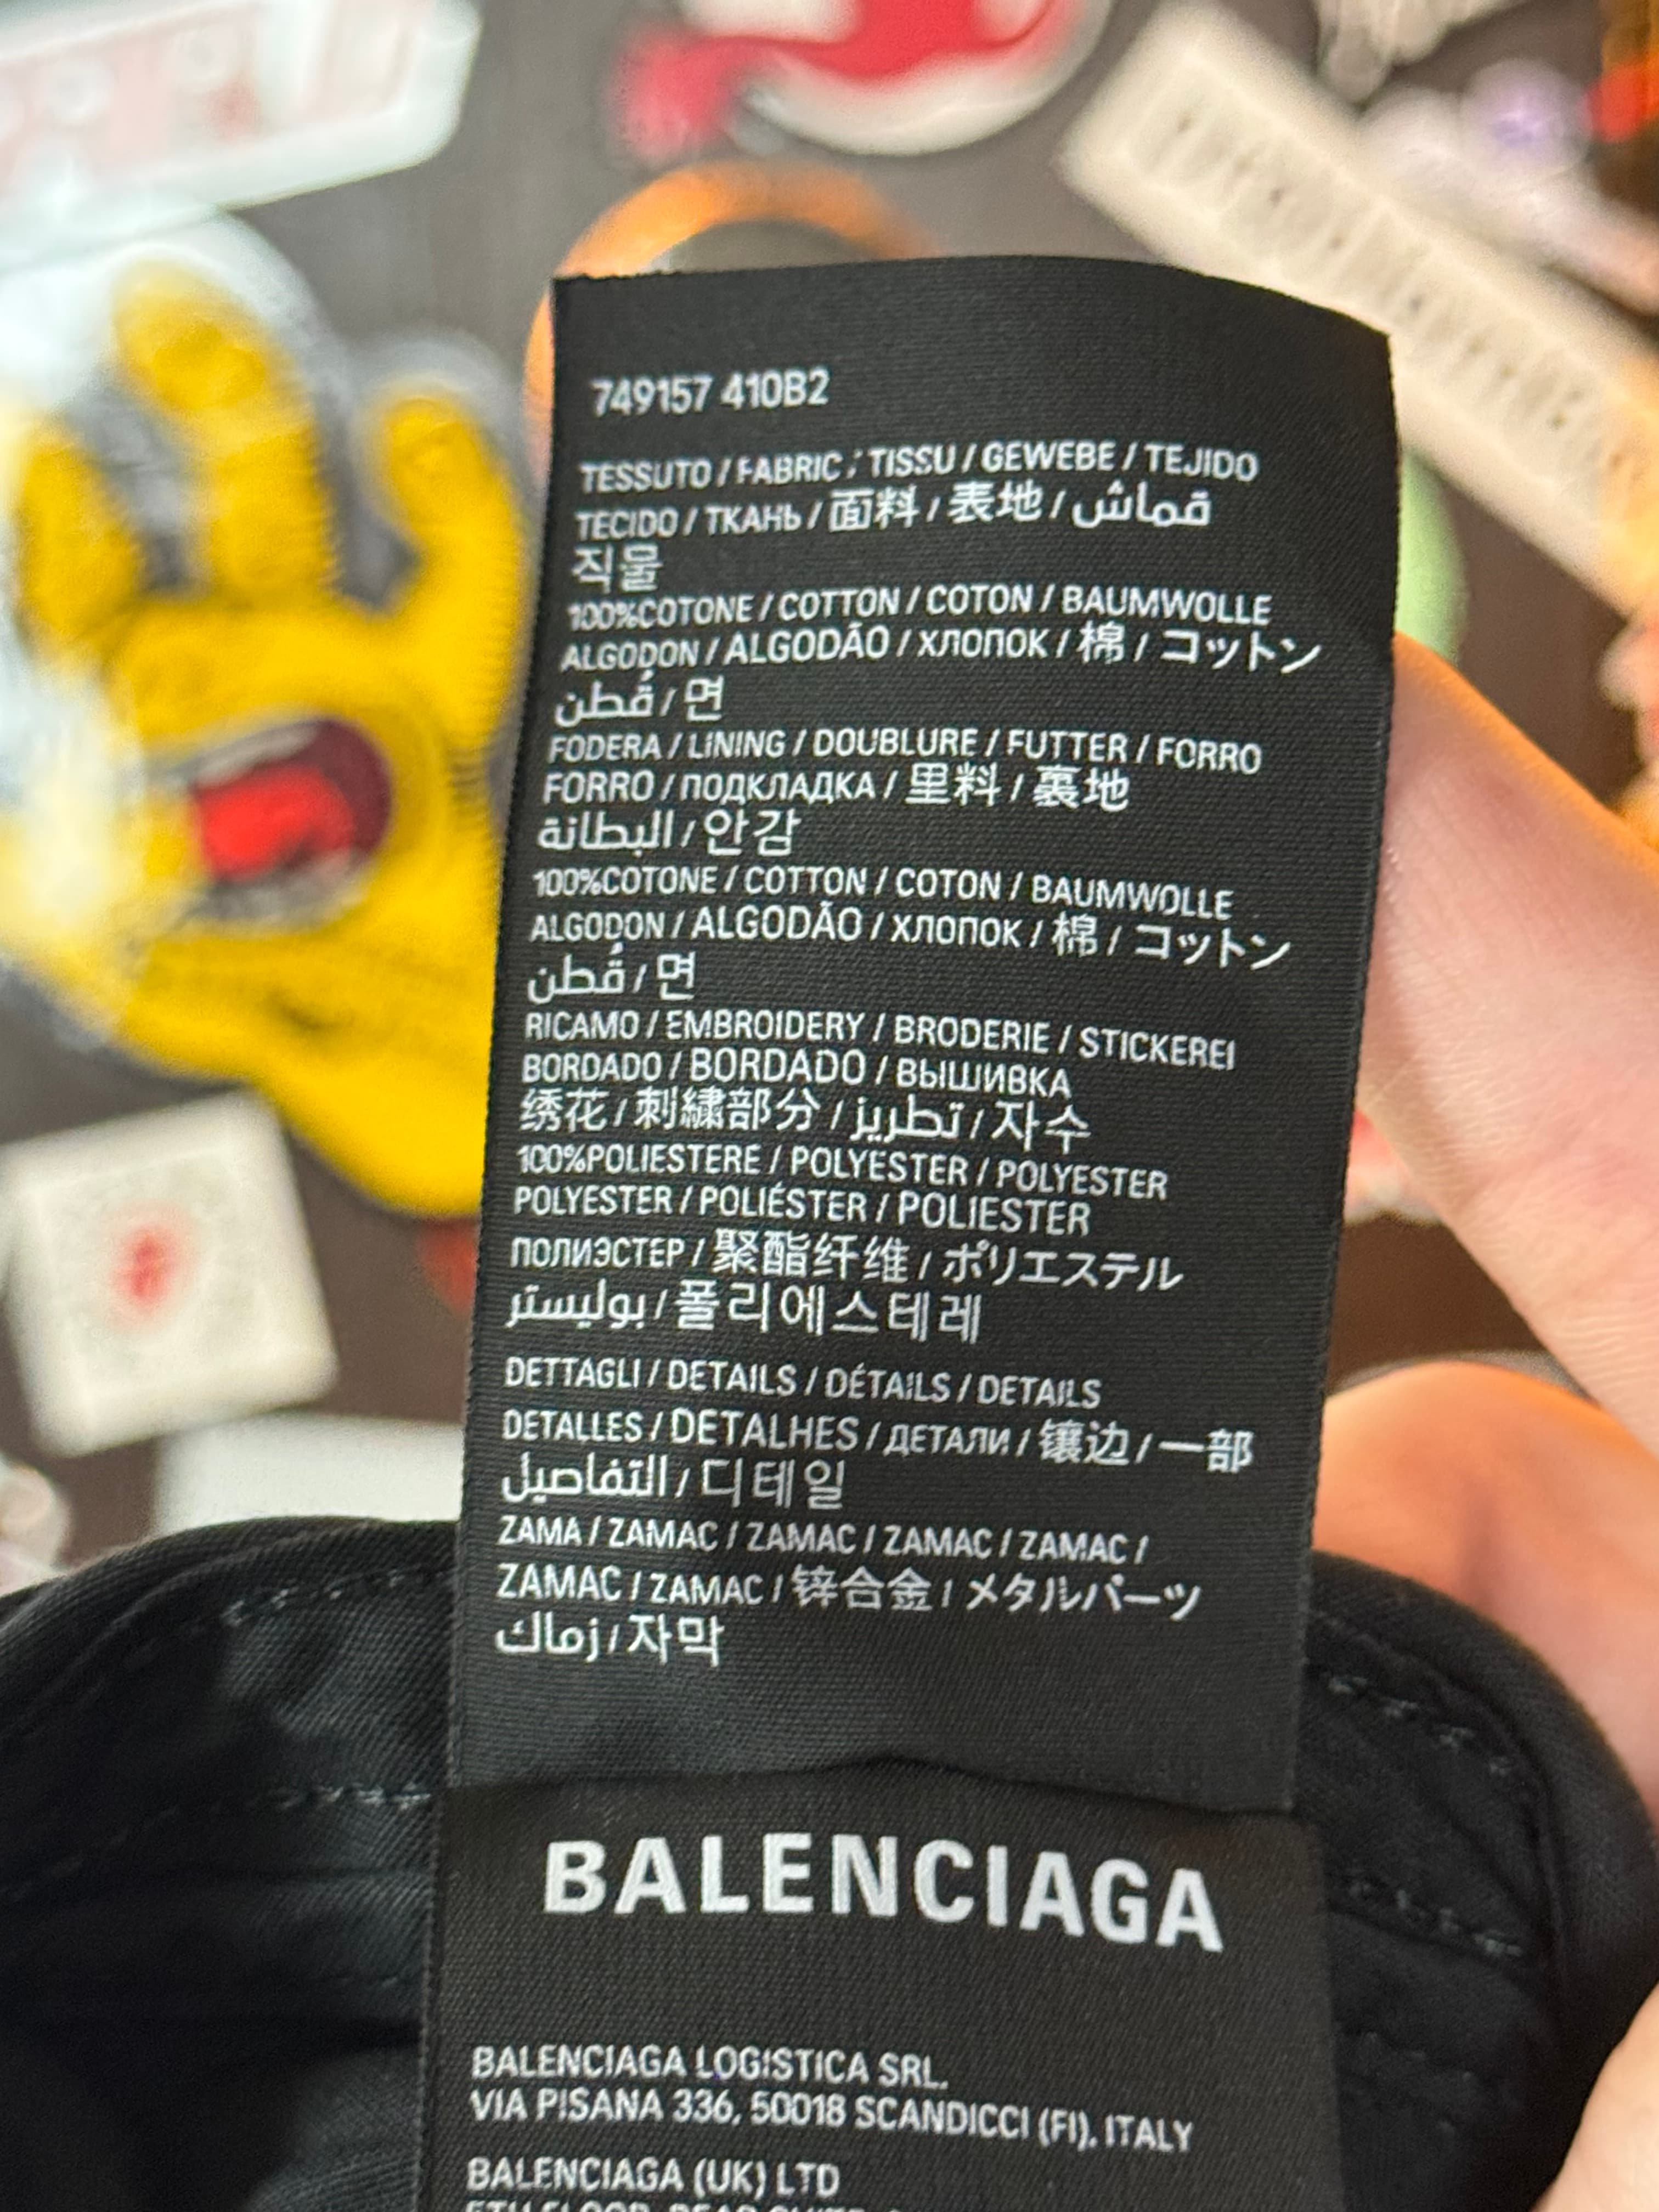 749157 410B2
TESSUTO / FABRIC / TISSU / GEWEBE / TEJIDO
TECIDO / ТКАНЬ / 面料 / 表地 / قماش
직물
100%COTONE / COTTON / COTON / BAUMWOLLE
ALGODON / ALGODÃO / ХЛОПОК / 棉 / コットン
قُطن / 면
FODERA / LINING / DOUBLURE / FUTTER / FORRO
FORRO / ПОДКЛАДКА / 里料 / 裏地
البطانة / 안감
100%COTONE / COTTON / COTON / BAUMWOLLE
ALGODON / ALGODÃO / ХЛОПОК / 棉 / コットン
قُطن / 면
RICAMO / EMBROIDERY / BRODERIE / STICKEREI
BORDADO / BORDADO / ВЫШИВКА
绣花 / 刺繍部分 / تطريز / 자수
100%POLIESTERE / POLYESTER / POLYESTER
POLYESTER / POLIÉSTER / POLIESTER
ПОЛИЭСТЕР / 聚酯纤维 / ポリエステル
بوليستر / 폴리에스테레
DETTAGLI / DETAILS / DÉTAILS / DETAILS
DETALLES / DETALHES / ДЕТАЛИ / 镶边 / 一部
التفاصيل / 디테일
ZAMA / ZAMAC / ZAMAC / ZAMAC / ZAMAC /
ZAMAC / ZAMAC / 锌合金 / メタルパーツ
زماك / 자막
BALENCIAGA
BALENCIAGA LOGISTICA SRL.
VIA PISANA 336, 50018 SCANDICCI (FI), ITALY
BALENCIAGA (UK) LTD